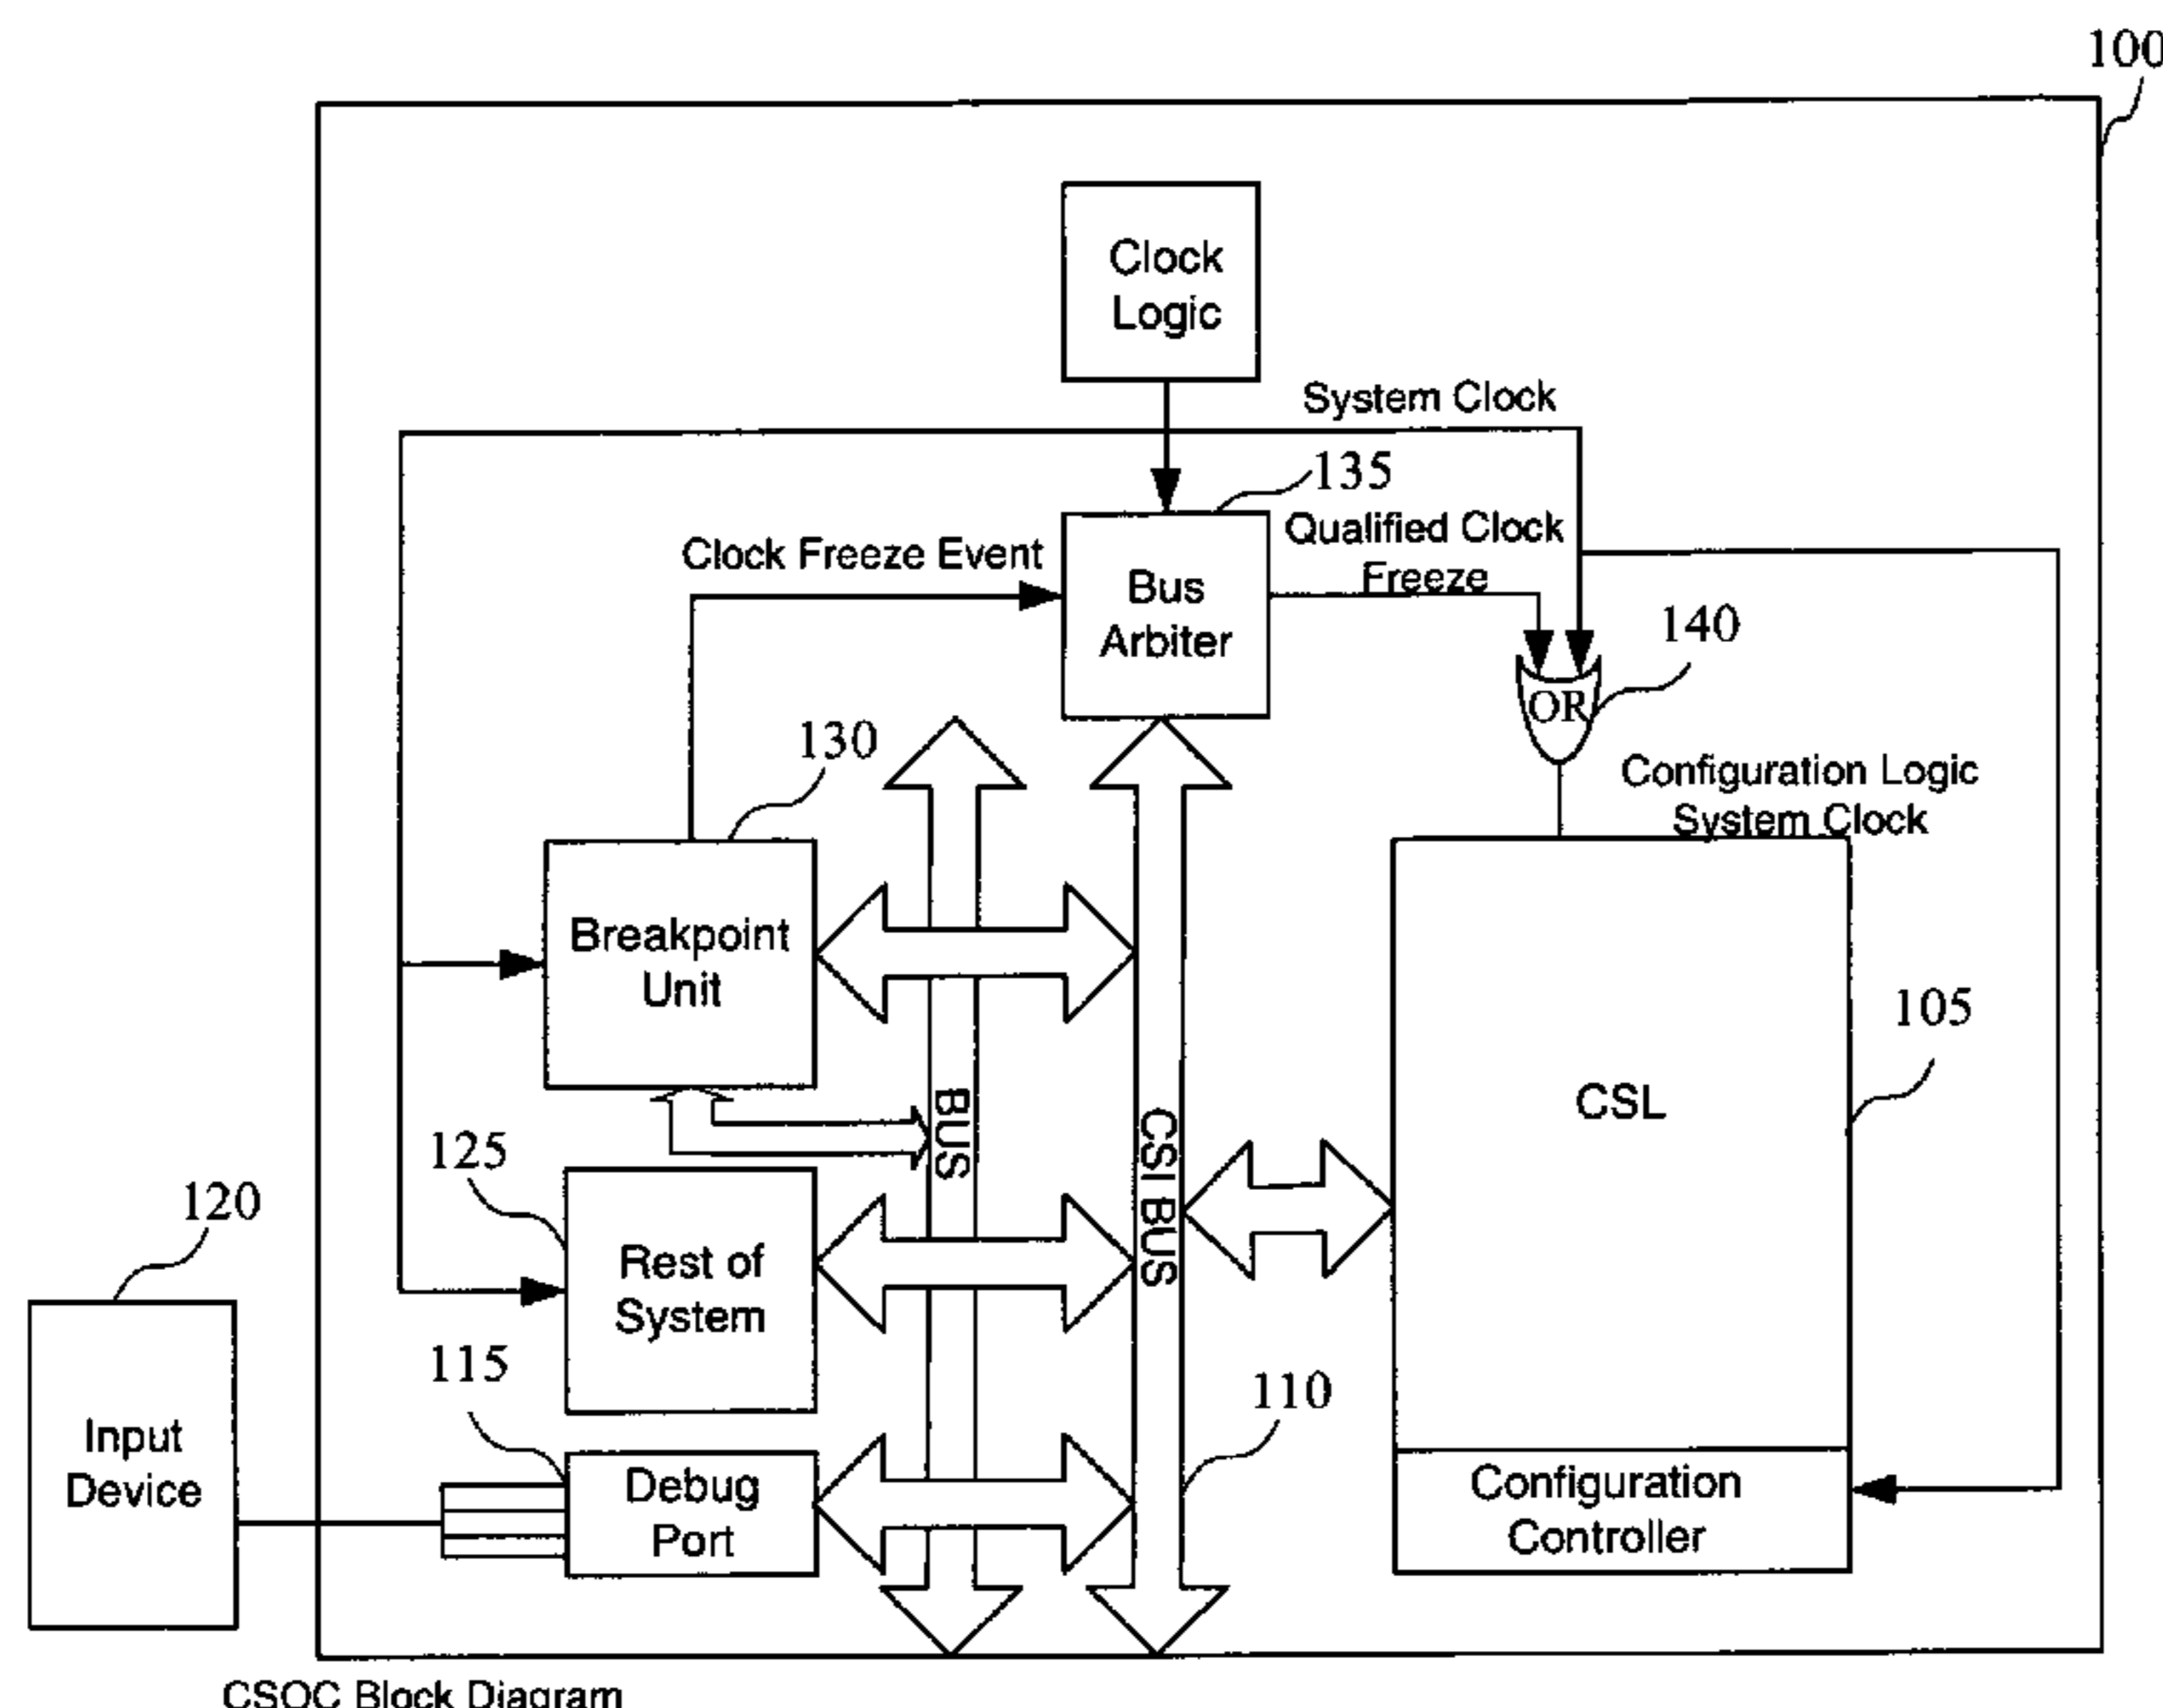 100
Clock
Logic
System Clock
135
Qualified Clock
Freeze
Clock Freeze Event
Bus
Arbiter
140
OR
130
Configuration Logic
System Clock
Breakpoint
Unit
105
CSL
BUS
CSI BUS
125
120
Rest of
System
115
110
Input
Device
Debug
Port
Configuration
Controller
CSOC Block Diagram